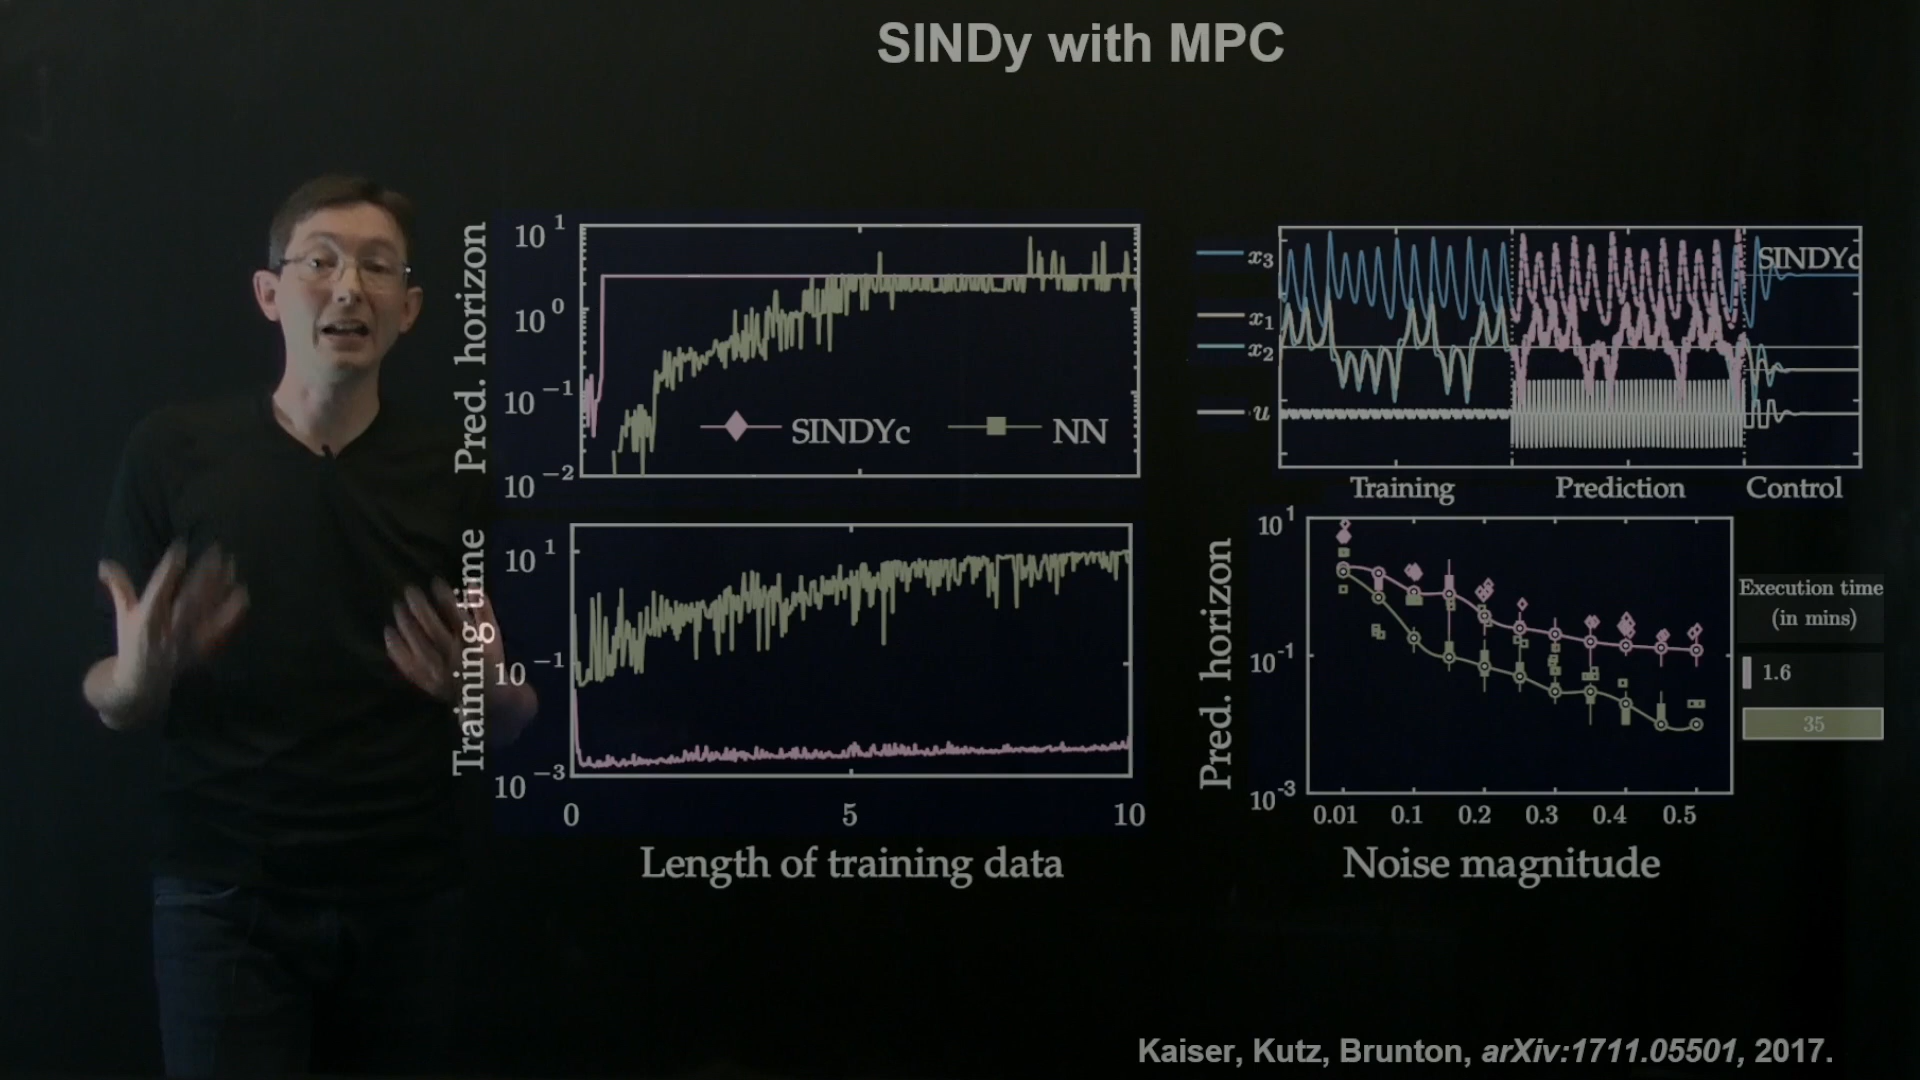 SINDy with MPC
Pred. horizon
10 1
10 0
10 −1
10 −2
SINDYc
NN
Training time
10 1
10 −1
10 −3
0
5
10
Length of training data
x3
x1
x2
u
SINDYc
Training
Prediction
Control
Pred. horizon
10 1
10 -1
10 -3
0.01
0.1
0.2
0.3
0.4
0.5
Noise magnitude
Execution time
(in mins)
1.6
35
Kaiser, Kutz, Brunton, arXiv:1711.05501, 2017.